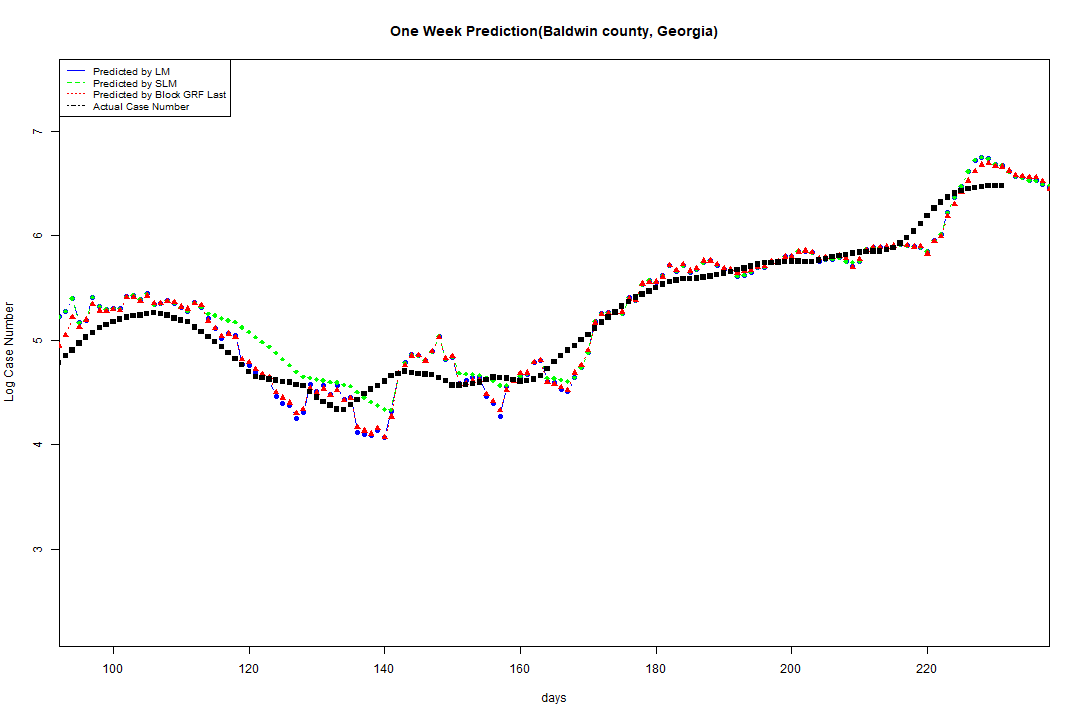 One Week Prediction(Baldwin county, Georgia)
Predicted by LM
Predicted by SLM
Predicted by Block GRF Last
Actual Case Number
7
6
5
4
3
Log Case Number
100 120 140 160 180 200 220
days